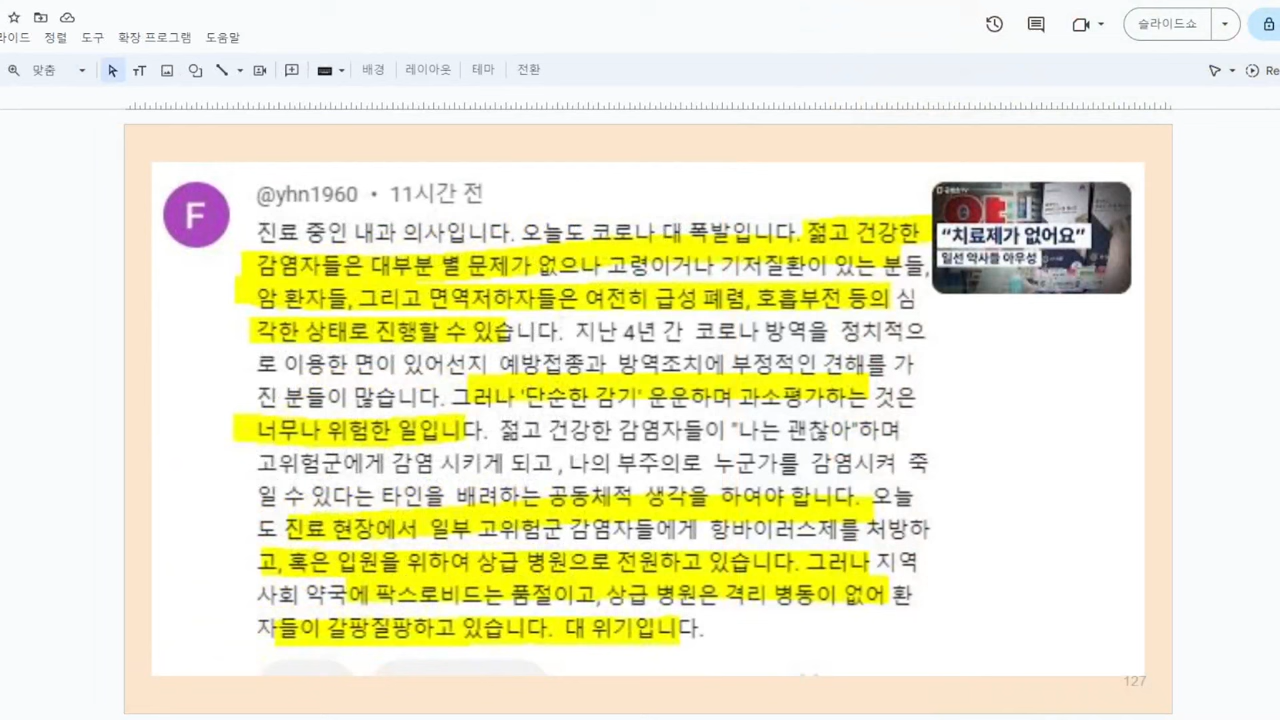 라이드 정렬 도구 확장 프로그램 도움말
슬라이드쇼
맞춤 배경 레이아웃 테마 전환 Re
F
@yhn1960 • 11시간 전
진료 중인 내과 의사입니다. 오늘도 코로나 대 폭발입니다. 젊고 건강한
감염자들은 대부분 별 문제가 없으나 고령이거나 기저질환이 있는 분들,
암 환자들, 그리고 면역저하자들은 여전히 급성 폐렴, 호흡부전 등의 심
각한 상태로 진행할 수 있습니다. 지난 4년 간 코로나 방역을 정치적으
로 이용한 면이 있어선지 예방접종과 방역조치에 부정적인 견해를 가
진 분들이 많습니다. 그러나 '단순한 감기' 운운하며 과소평가하는 것은
너무나 위험한 일입니다. 젊고 건강한 감염자들이 "나는 괜찮아"하며
고위험군에게 감염 시키게 되고, 나의 부주의로 누군가를 감염시켜 죽
일 수 있다는 타인을 배려하는 공동체적 생각을 하여야 합니다. 오늘
도 진료 현장에서 일부 고위험군 감염자들에게 항바이러스제를 처방하
고, 혹은 입원을 위하여 상급 병원으로 전원하고 있습니다. 그러나 지역
사회 약국에 팍스로비드는 품절이고, 상급 병원은 격리 병동이 없어 환
자들이 갈팡질팡하고 있습니다. 대 위기입니다.
"치료제가 없어요"
일선 약사들 아우성
127